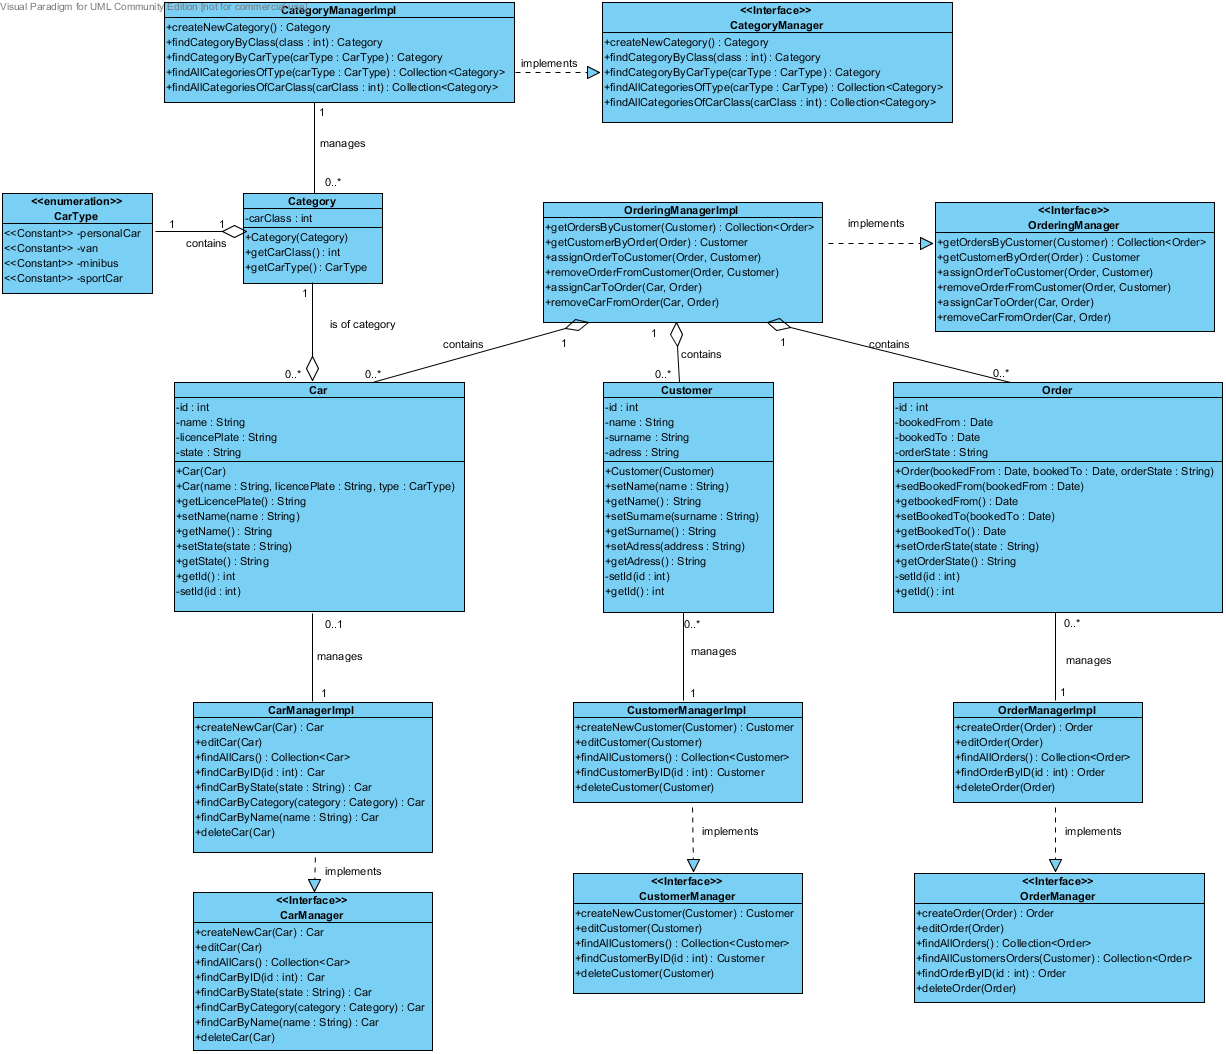 Visual Paradigm for UML Community Edition [not for commercial use]
CategoryManagerImpl
+createNewCategory() : Category
+findCategoryByClass(class : int) : Category
+findCategoryByCarType(carType : CarType) : Category
+findAllCategoriesOfType(carType : CarType) : Collection<Category>
+findAllCategoriesOfCarClass(carClass : int) : Collection<Category>
implements
<<Interface>>
CategoryManager
+createNewCategory() : Category
+findCategoryByClass(class : int) : Category
+findCategoryByCarType(carType : CarType) : Category
+findAllCategoriesOfType(carType : CarType) : Collection<Category>
+findAllCategoriesOfCarClass(carClass : int) : Collection<Category>
1
manages
0..*
<<enumeration>>
CarType
<<Constant>> -personalCar
<<Constant>> -van
<<Constant>> -minibus
<<Constant>> -sportCar
1
1
contains
Category
-carClass : int
+Category(Category)
+getCarClass() : int
+getCarType() : CarType
OrderingManagerImpl
+getOrdersByCustomer(Customer) : Collection<Order>
+getCustomerByOrder(Order) : Customer
+assignOrderToCustomer(Order, Customer)
+removeOrderFromCustomer(Order, Customer)
+assignCarToOrder(Car, Order)
+removeCarFromOrder(Car, Order)
implements
<<Interface>>
OrderingManager
+getOrdersByCustomer(Customer) : Collection<Order>
+getCustomerByOrder(Order) : Customer
+assignOrderToCustomer(Order, Customer)
+removeOrderFromCustomer(Order, Customer)
+assignCarToOrder(Car, Order)
+removeCarFromOrder(Car, Order)
1
is of category
0..*
contains
1
0..*
1
contains
0..*
1
contains
0..*
Car
-id : int
-name : String
-licencePlate : String
-state : String
+Car(Car)
+Car(name : String, licencePlate : String, type : CarType)
+getLicencePlate() : String
+setName(name : String)
+getName() : String
+setState(state : String)
+getState() : String
+getId() : int
-setId(id : int)
Customer
-id : int
-name : String
-surname : String
-adress : String
+Customer(Customer)
+setName(name : String)
+getName() : String
+setSurname(surname : String)
+getSurname() : String
+setAdress(address : String)
+getAdress() : String
-setId(id : int)
+getId() : int
Order
-id : int
-bookedFrom : Date
-bookedTo : Date
-orderState : String
+Order(bookedFrom : Date, bookedTo : Date, orderState : String)
+sedBookedFrom(bookedFrom : Date)
+getbookedFrom() : Date
+setBookedTo(bookedTo : Date)
+getBookedTo() : Date
+setOrderState(state : String)
+getOrderState() : String
-setId(id : int)
+getId() : int
0..1
manages
1
0..*
manages
1
0..*
manages
1
CarManagerImpl
+createNewCar(Car) : Car
+editCar(Car)
+findAllCars() : Collection<Car>
+findCarByID(id : int) : Car
+findCarByState(state : String) : Car
+findCarByCategory(category : Category) : Car
+findCarByName(name : String) : Car
+deleteCar(Car)
CustomerManagerImpl
+createNewCustomer(Customer) : Customer
+editCustomer(Customer)
+findAllCustomers() : Collection<Customer>
+findCustomerByID(id : int) : Customer
+deleteCustomer(Customer)
OrderManagerImpl
+createOrder(Order) : Order
+editOrder(Order)
+findAllOrders() : Collection<Order>
+findOrderByID(id : int) : Order
+deleteOrder(Order)
implements
implements
implements
<<Interface>>
CarManager
+createNewCar(Car) : Car
+editCar(Car)
+findAllCars() : Collection<Car>
+findCarByID(id : int) : Car
+findCarByState(state : String) : Car
+findCarByCategory(category : Category) : Car
+findCarByName(name : String) : Car
+deleteCar(Car)
<<Interface>>
CustomerManager
+createNewCustomer(Customer) : Customer
+editCustomer(Customer)
+findAllCustomers() : Collection<Customer>
+findCustomerByID(id : int) : Customer
+deleteCustomer(Customer)
<<Interface>>
OrderManager
+createOrder(Order) : Order
+editOrder(Order)
+findAllOrders() : Collection<Order>
+findAllCustomersOrders(Customer) : Collection<Order>
+findOrderByID(id : int) : Order
+deleteOrder(Order)